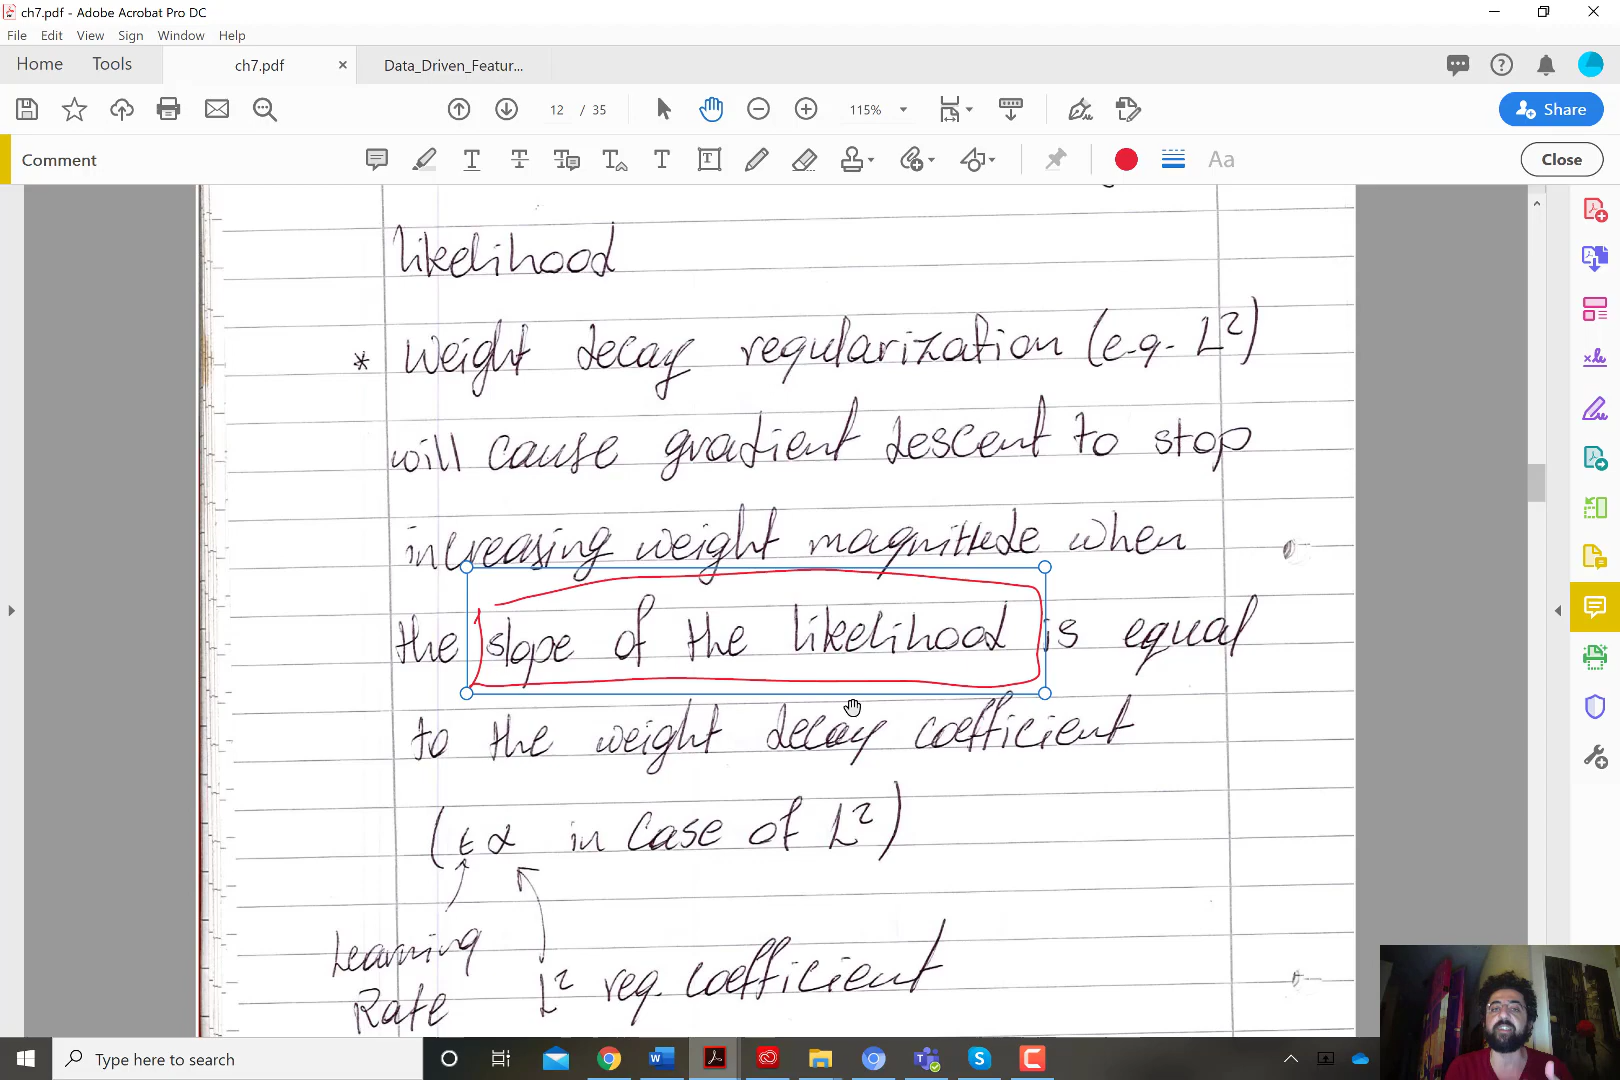 ch7.pdf - Adobe Acrobat Pro DC
File Edit View Sign Window Help
Home Tools ch7.pdf Data_Driven_Featur...
12 / 35 115% Share
Comment Aa Close
likelihood
* Weight decay regularization (e.g. L²)
will cause gradient descent to stop
increasing weight magnitude when
the slope of the likelihood is equal
to the weight decay coefficient
(ε α in case of L²)
Learning
Rate
L² reg. coefficient
Type here to search